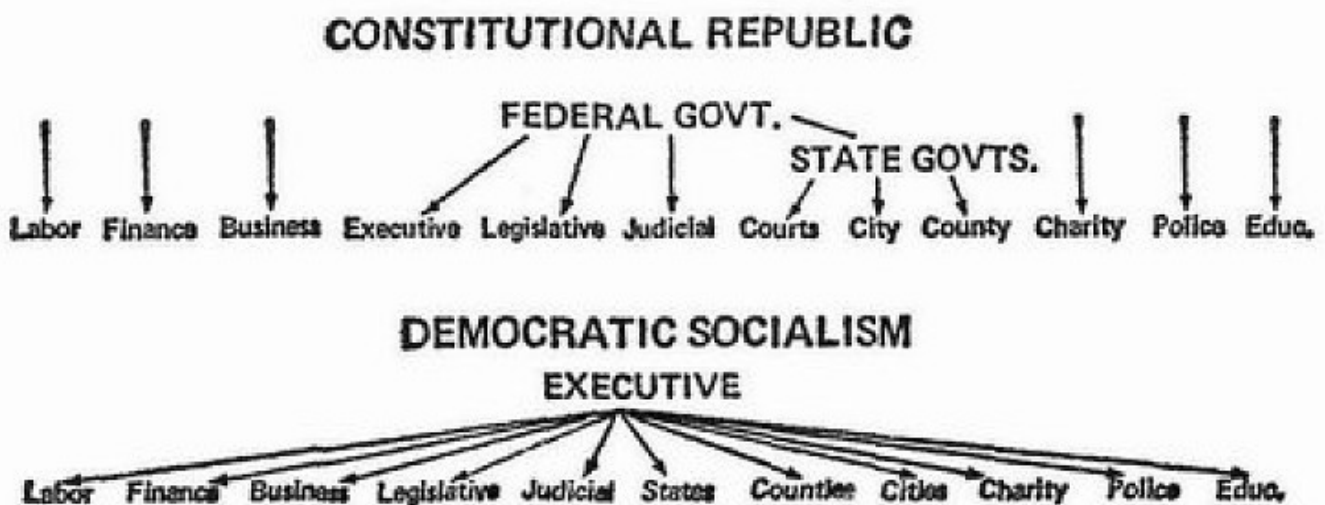 CONSTITUTIONAL REPUBLIC
FEDERAL GOVT.
STATE GOVTS.
Labor Finance Business Executive Legislative Judicial Courts City County Charity Police Educ.
DEMOCRATIC SOCIALISM
EXECUTIVE
Labor Finance Business Legislative Judicial States Counties Cities Charity Police Educ.